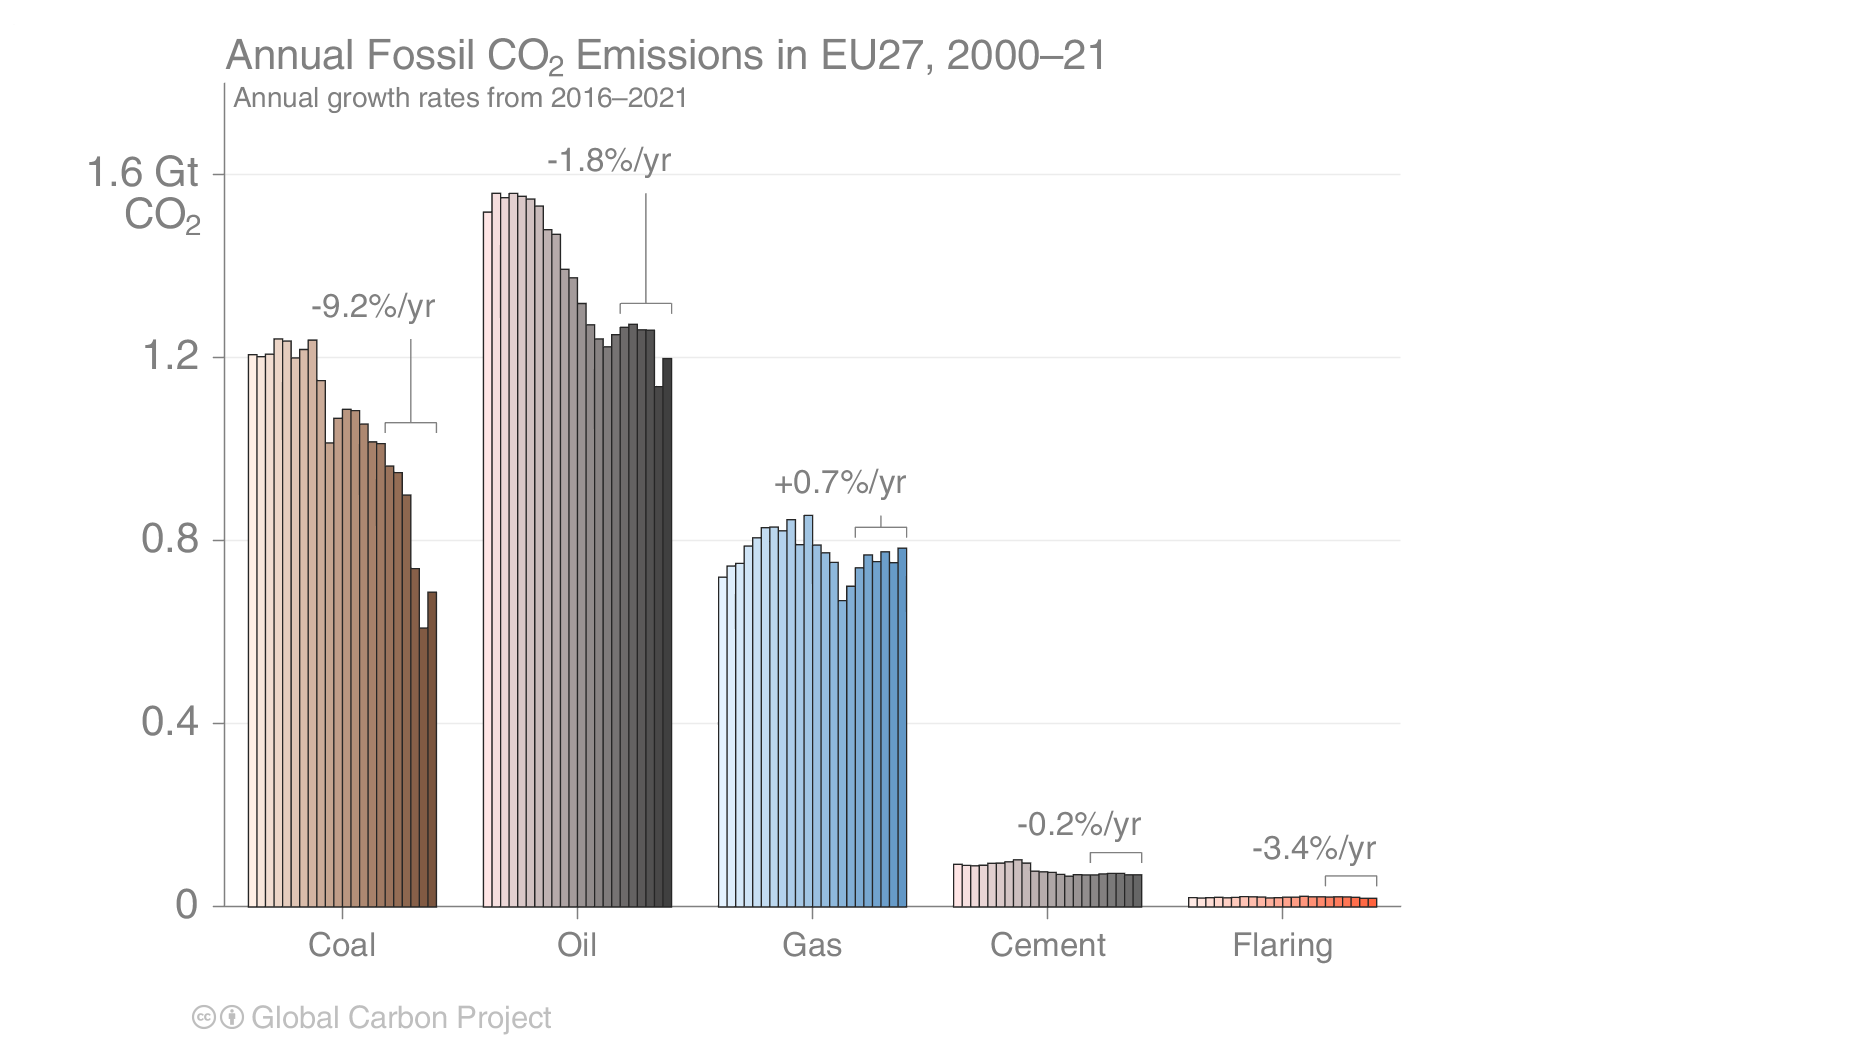 Annual Fossil CO₂ Emissions in EU27, 2000–21
Annual growth rates from 2016–2021
1.6 Gt
CO₂
1.2
0.8
0.4
0
-9.2%/yr
-1.8%/yr
+0.7%/yr
-0.2%/yr
-3.4%/yr
Coal
Oil
Gas
Cement
Flaring
cc Global Carbon Project